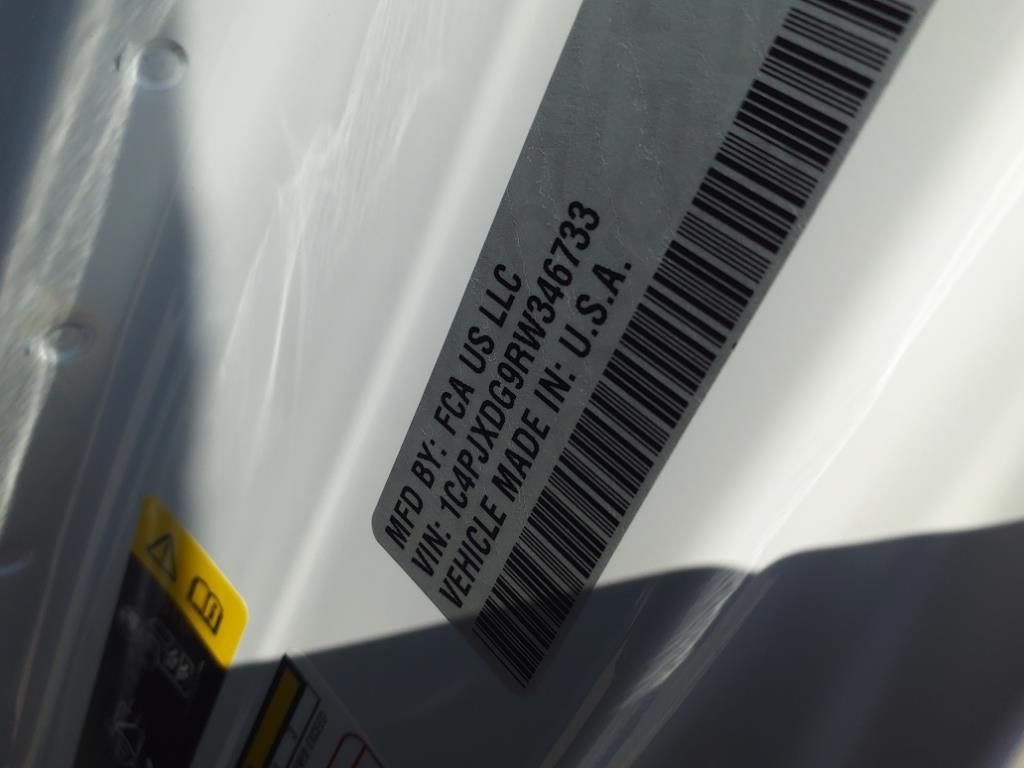 MFD BY: FCA US LLC
VIN: 1C4PJXDG9RW346733
VEHICLE MADE IN: U.S.A.